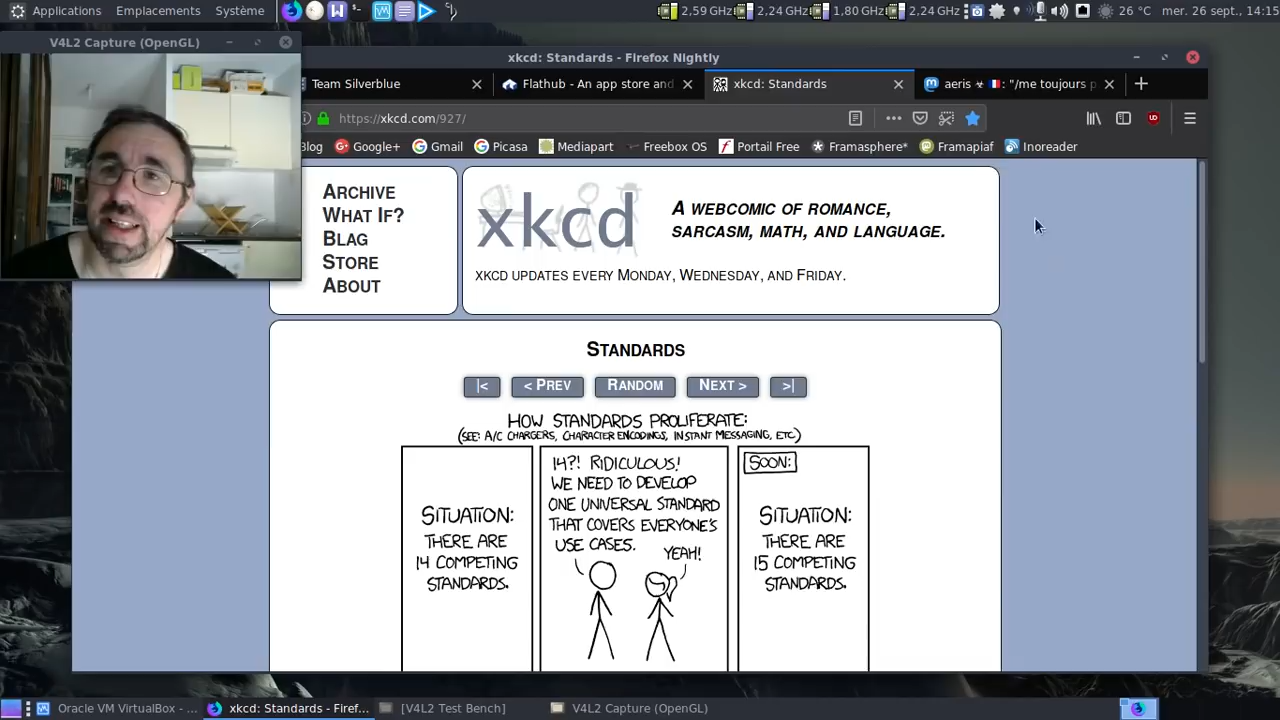 Applications Emplacements Système 2,59 GHz 2,24 GHz 1,80 GHz 2,24 GHz 26 °C mer. 26 sept., 14:15
V4L2 Capture (OpenGL)
xkcd: Standards - Firefox Nightly
Team Silverblue Flathub - An app store and xkcd: Standards aeris ☣ 🇫🇷: "/me toujours p
https://xkcd.com/927/
Blog Google+ Gmail Picasa Mediapart Freebox OS Portail Free Framasphere* Framapiaf Inoreader
ARCHIVE
WHAT IF?
BLAG
STORE
ABOUT
xkcd
A WEBCOMIC OF ROMANCE,
SARCASM, MATH, AND LANGUAGE.
XKCD UPDATES EVERY MONDAY, WEDNESDAY, AND FRIDAY.
STANDARDS
|< < PREV RANDOM NEXT > >|
HOW STANDARDS PROLIFERATE:
(SEE: A/C CHARGERS, CHARACTER ENCODINGS, INSTANT MESSAGING, ETC.)
SITUATION:
THERE ARE
14 COMPETING
STANDARDS.
14?! RIDICULOUS!
WE NEED TO DEVELOP
ONE UNIVERSAL STANDARD
THAT COVERS EVERYONE'S
USE CASES.
YEAH!
SOON:
SITUATION:
THERE ARE
15 COMPETING
STANDARDS.
Oracle VM VirtualBox - ... xkcd: Standards - Firef... [V4L2 Test Bench] V4L2 Capture (OpenGL)